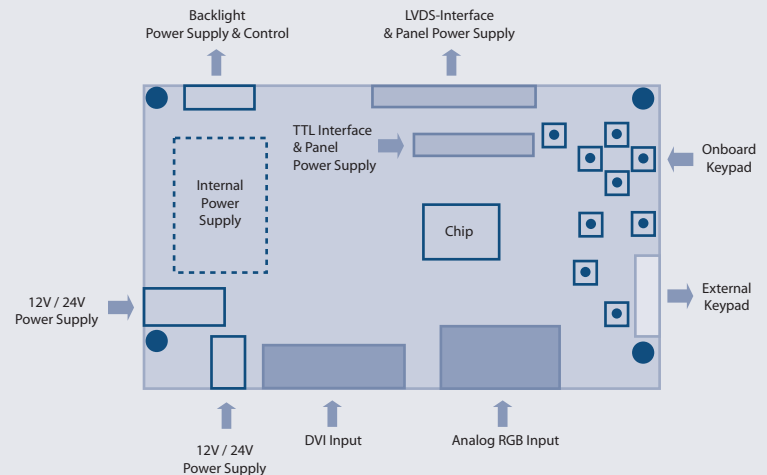 Backlight
Power Supply & Control
LVDS-Interface
& Panel Power Supply
TTL Interface
& Panel
Power Supply
Onboard
Keypad
Internal
Power
Supply
Chip
External
Keypad
12V / 24V
Power Supply
DVI Input
Analog RGB Input
12V / 24V
Power Supply